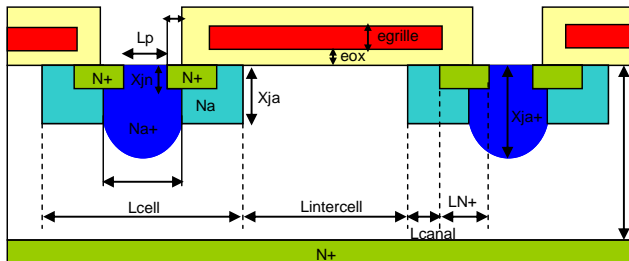 Lp
egrille
eox
N+
Xjn
N+
Xja
Na
Na+
Xja+
Lcell
Lintercell
LN+
Lcanal
N+